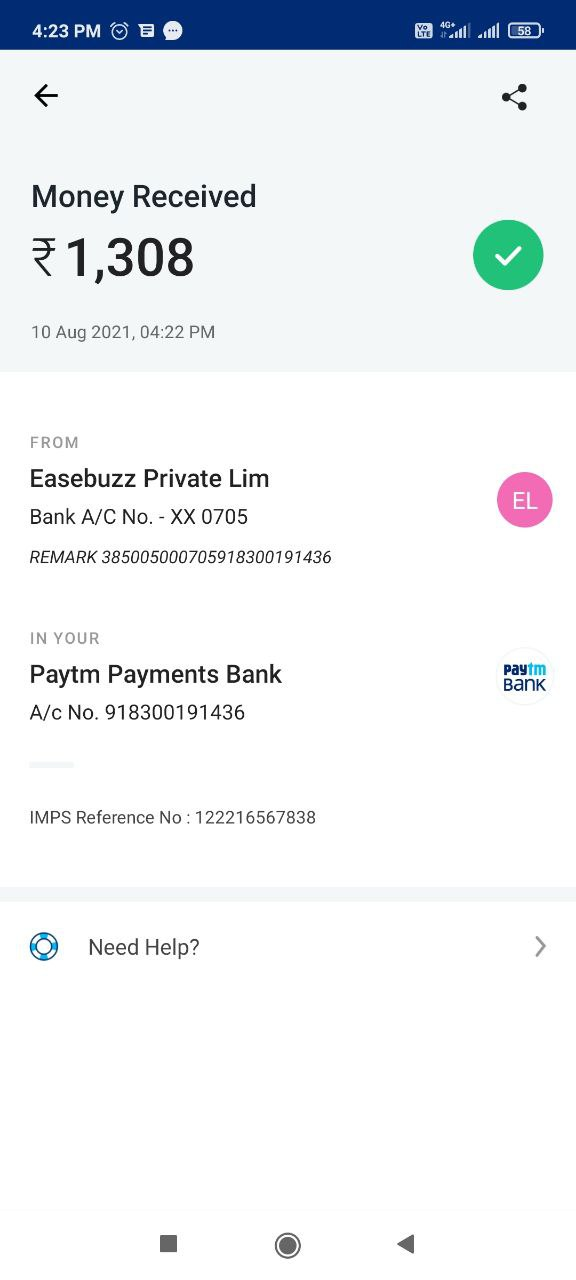 4:23 PM
Vo LTE 4G+ 58
Money Received
₹1,308
10 Aug 2021, 04:22 PM
FROM
Easebuzz Private Lim
EL
Bank A/C No. - XX 0705
REMARK 385005000705918300191436
IN YOUR
Paytm Payments Bank
paytm
Bank
A/c No. 918300191436
IMPS Reference No : 122216567838
Need Help?